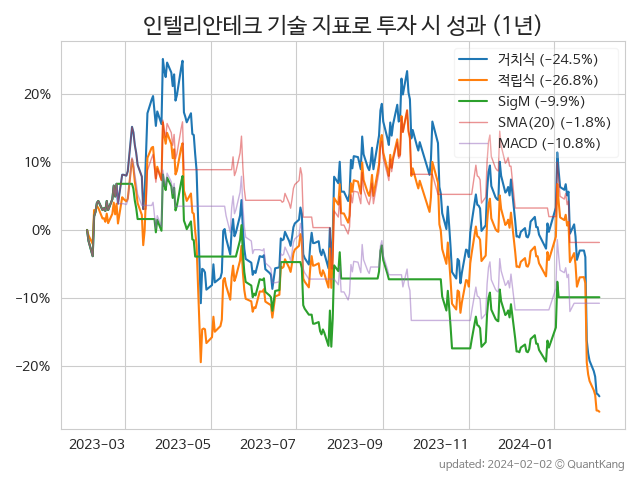 인텔리안테크 기술 지표로 투자 시 성과 (1년)
거치식 (−24.5%)
적립식 (−26.8%)
SigM (−9.9%)
SMA(20) (−1.8%)
MACD (−10.8%)
20%
10%
0%
−10%
−20%
2023−03 2023−05 2023−07 2023−09 2023−11 2024−01
updated: 2024−02−02 © QuantKang